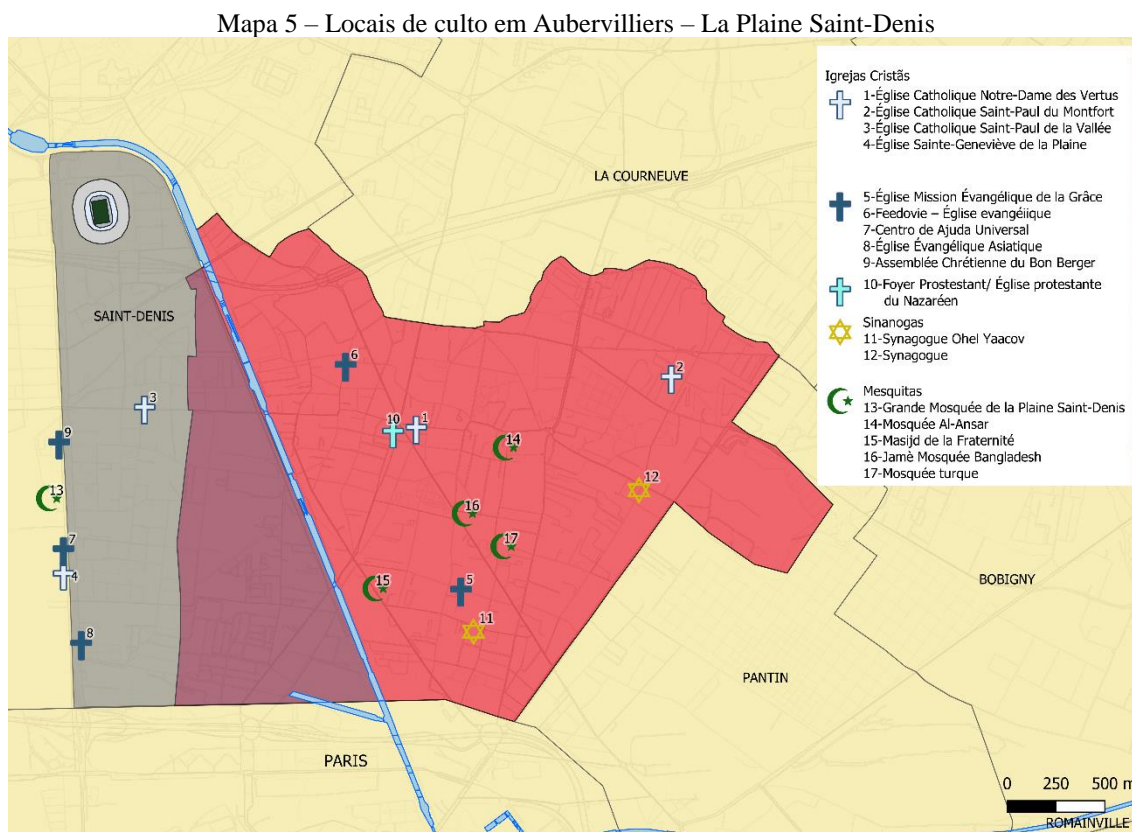 Mapa 5 – Locais de culto em Aubervilliers – La Plaine Saint-Denis
Igrejas Cristãs
1-Église Catholique Notre-Dame des Vertus
2-Église Catholique Saint-Paul du Montfort
3-Église Catholique Saint-Paul de la Vallée
4-Église Sainte-Geneviève de la Plaine
5-Église Mission Évangélique de la Grâce
6-Feedovie – Église evangéiique
7-Centro de Ajuda Universal
8-Église Évangélique Asiatique
9-Assemblée Chrétienne du Bon Berger
10-Foyer Prostestant/ Église protestante
du Nazaréen
Sinanogas
11-Synagogue Ohel Yaacov
12-Synagogue
Mesquitas
13-Grande Mosquée de la Plaine Saint-Denis
14-Mosquée Al-Ansar
15-Masijd de la Fraternité
16-Jamè Mosquée Bangladesh
17-Mosquée turque
LA COURNEUVE
SAINT-DENIS
6
2
3
10
1
9
14
12
13
16
7
17
4
15
5
11
8
BOBIGNY
PANTIN
PARIS
0 250 500 m
ROMAINVILLE